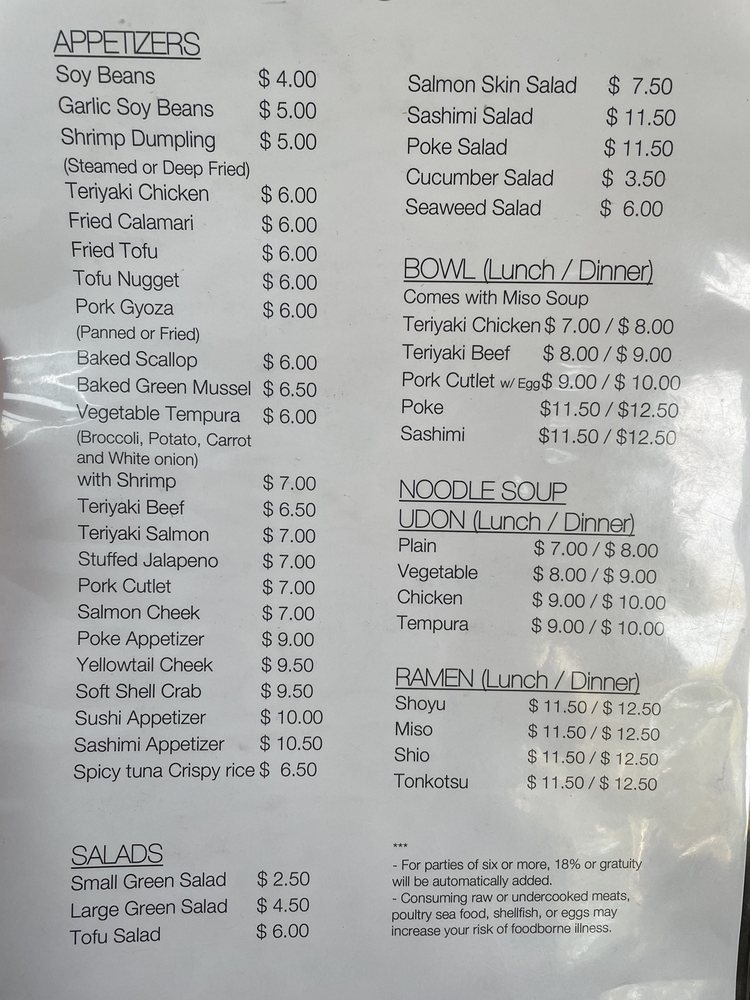 APPETIZERS
Soy Beans $ 4.00
Garlic Soy Beans $ 5.00
Shrimp Dumpling $ 5.00
(Steamed or Deep Fried)
Teriyaki Chicken $ 6.00
Fried Calamari $ 6.00
Fried Tofu $ 6.00
Tofu Nugget $ 6.00
Pork Gyoza $ 6.00
(Panned or Fried)
Baked Scallop $ 6.00
Baked Green Mussel $ 6.50
Vegetable Tempura $ 6.00
(Broccoli, Potato, Carrot
and White onion)
with Shrimp $ 7.00
Teriyaki Beef $ 6.50
Teriyaki Salmon $ 7.00
Stuffed Jalapeno $ 7.00
Pork Cutlet $ 7.00
Salmon Cheek $ 7.00
Poke Appetizer $ 9.00
Yellowtail Cheek $ 9.50
Soft Shell Crab $ 9.50
Sushi Appetizer $ 10.00
Sashimi Appetizer $ 10.50
Spicy tuna Crispy rice $ 6.50
SALADS
Small Green Salad $ 2.50
Large Green Salad $ 4.50
Tofu Salad $ 6.00
Salmon Skin Salad $ 7.50
Sashimi Salad $ 11.50
Poke Salad $ 11.50
Cucumber Salad $ 3.50
Seaweed Salad $ 6.00
BOWL (Lunch / Dinner)
Comes with Miso Soup
Teriyaki Chicken $ 7.00 / $ 8.00
Teriyaki Beef $ 8.00 / $ 9.00
Pork Cutlet w/ Egg $ 9.00 / $ 10.00
Poke $11.50 / $12.50
Sashimi $11.50 / $12.50
NOODLE SOUP
UDON (Lunch / Dinner)
Plain $ 7.00 / $ 8.00
Vegetable $ 8.00 / $ 9.00
Chicken $ 9.00 / $ 10.00
Tempura $ 9.00 / $ 10.00
RAMEN (Lunch / Dinner)
Shoyu $ 11.50 / $ 12.50
Miso $ 11.50 / $ 12.50
Shio $ 11.50 / $ 12.50
Tonkotsu $ 11.50 / $ 12.50
***
- For parties of six or more, 18% or gratuity
will be automatically added.
- Consuming raw or undercooked meats,
poultry sea food, shellfish, or eggs may
increase your risk of foodborne illness.